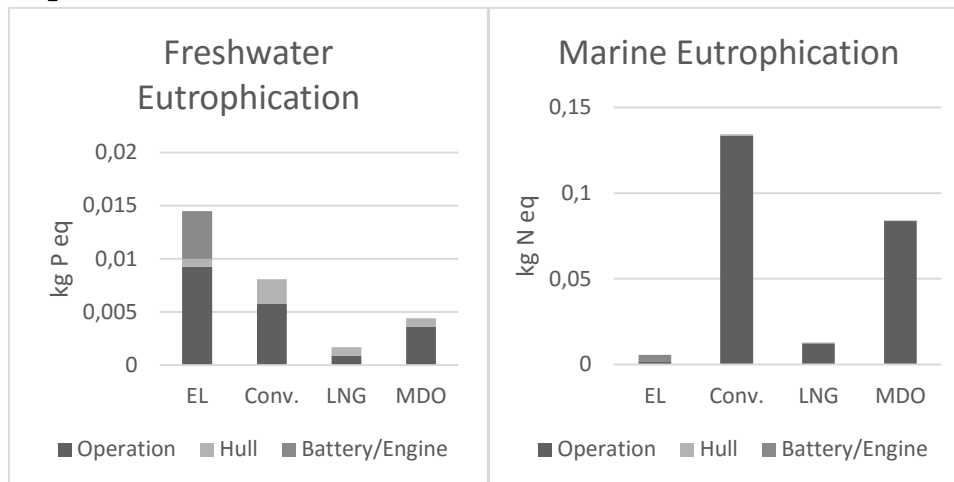 Freshwater
Eutrophication
kg P eq
0,02
0,015
0,01
0,005
0
EL Conv. LNG MDO
Operation Hull Battery/Engine
Marine Eutrophication
kg N eq
0,15
0,1
0,05
0
EL Conv. LNG MDO
Operation Hull Battery/Engine